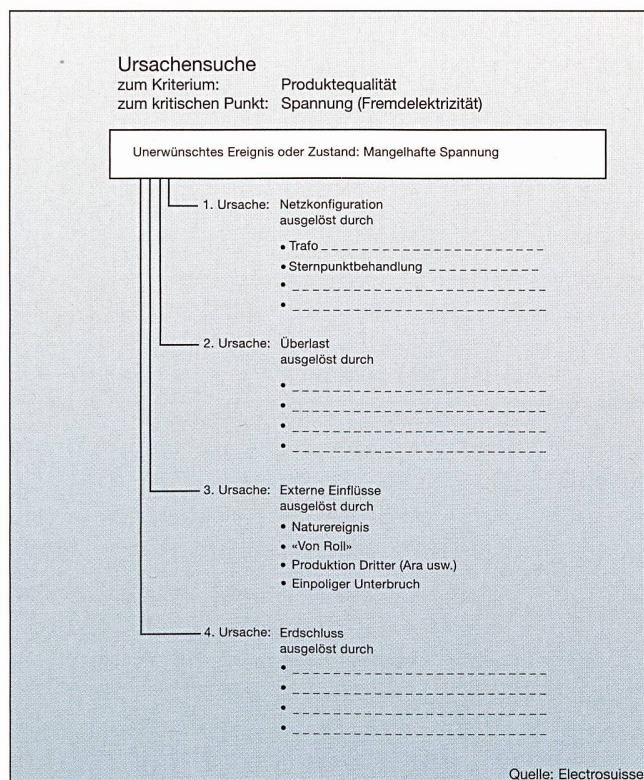 Ursachensuche
zum Kriterium: Produktequalität
zum kritischen Punkt: Spannung (Fremdelektrizität)
Unerwünschtes Ereignis oder Zustand: Mangelhafte Spannung
1. Ursache: Netzkonfiguration
ausgelöst durch
• Trafo
• Sternpunktbehandlung
•
•
2. Ursache: Überlast
ausgelöst durch
•
•
•
•
3. Ursache: Externe Einflüsse
ausgelöst durch
• Naturereignis
• «Von Roll»
• Produktion Dritter (Ara usw.)
• Einpoliger Unterbruch
4. Ursache: Erdschluss
ausgelöst durch
•
•
•
•
Quelle: Electrosuisse